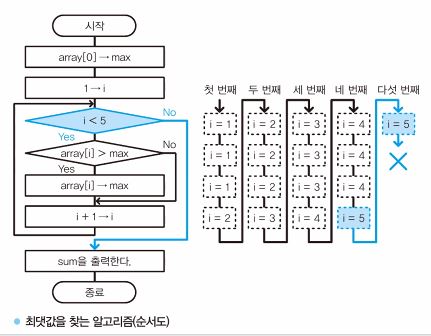 시작
array[0] → max
1 → i
i < 5
No
Yes
array[i] > max
No
Yes
array[i] → max
i + 1 → i
sum을 출력한다.
종료
첫 번째 두 번째 세 번째 네 번째 다섯 번째
i = 1 i = 2 i = 3 i = 4 i = 5
i = 1 i = 2 i = 3 i = 4
i = 1 i = 2 i = 3 i = 4
i = 2 i = 3 i = 4 i = 5
최댓값을 찾는 알고리즘(순서도)